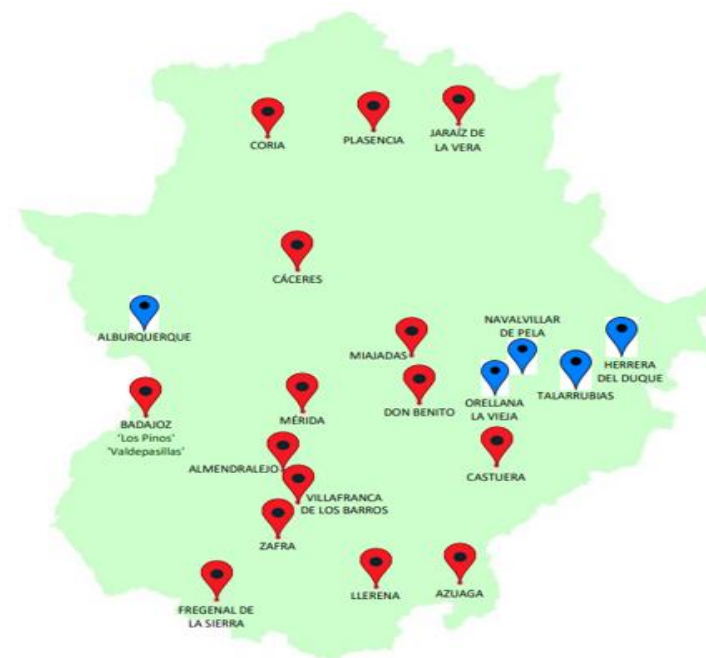 CORIA
PLASENCIA
JARAÍZ DE
LA VERA
CÁCERES
ALBURQUERQUE
NAVALVILLAR
DE PELA
MIAJADAS
HERRERA
DEL DUQUE
TALARRUBIAS
ORELLANA
LA VIEJA
DON BENITO
MÉRIDA
BADAJOZ
'Los Pinos'
'Valdepasillas'
ALMENDRALEJO
CASTUERA
VILLAFRANCA
DE LOS BARROS
ZAFRA
LLERENA
AZUAGA
FREGENAL DE
LA SIERRA